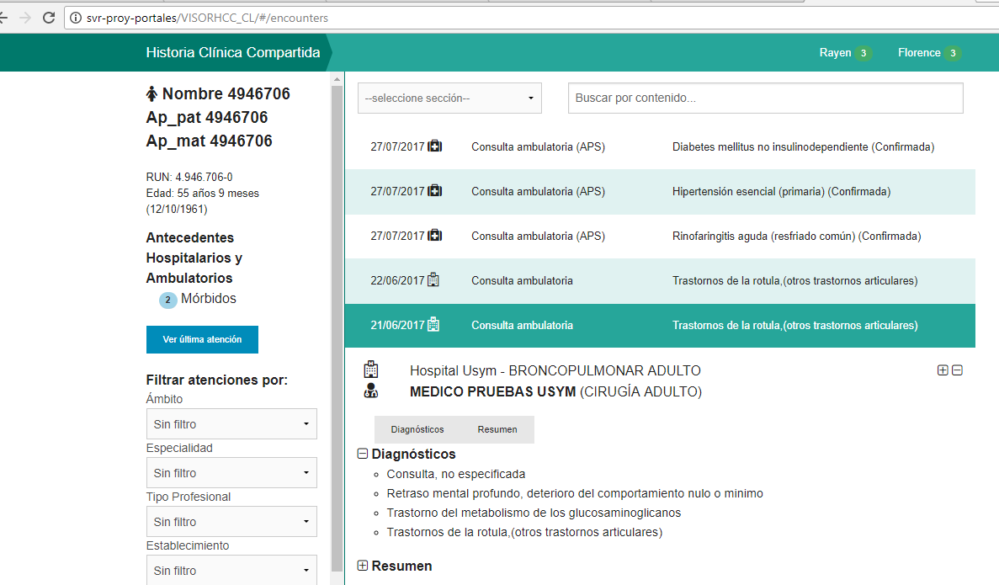 svr-proy-portales/VISORHCC_CL/#/encounters
Historia Clínica Compartida
Rayen 3
Florence 3
Nombre 4946706
Ap_pat 4946706
Ap_mat 4946706
RUN: 4.946.706-0
Edad: 55 años 9 meses
(12/10/1961)
Antecedentes
Hospitalarios y
Ambulatorios
2 Mórbidos
Ver última atención
Filtrar atenciones por:
Ámbito
Sin filtro
Especialidad
Sin filtro
Tipo Profesional
Sin filtro
Establecimiento
Sin filtro
--seleccione sección--
Buscar por contenido...
27/07/2017 Consulta ambulatoria (APS) Diabetes mellitus no insulinodependiente (Confirmada)
27/07/2017 Consulta ambulatoria (APS) Hipertensión esencial (primaria) (Confirmada)
27/07/2017 Consulta ambulatoria (APS) Rinofaringitis aguda (resfriado común) (Confirmada)
22/06/2017 Consulta ambulatoria Trastornos de la rotula,(otros trastornos articulares)
21/06/2017 Consulta ambulatoria Trastornos de la rotula,(otros trastornos articulares)
Hospital Usym - BRONCOPULMONAR ADULTO
MEDICO PRUEBAS USYM (CIRUGÍA ADULTO)
Diagnósticos Resumen
Diagnósticos
Consulta, no especificada
Retraso mental profundo, deterioro del comportamiento nulo o minimo
Trastorno del metabolismo de los glucosaminoglicanos
Trastornos de la rotula,(otros trastornos articulares)
Resumen